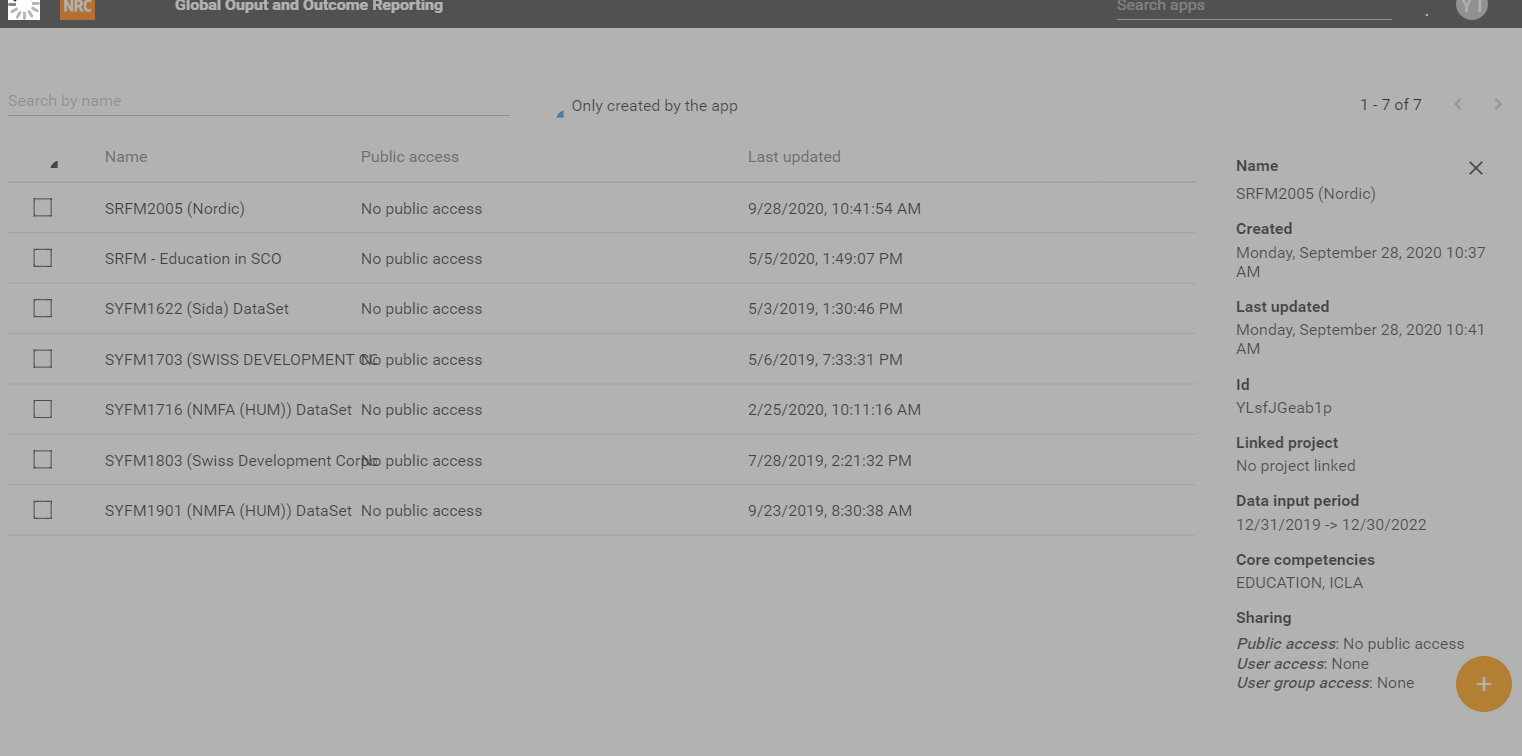 NRC
Global Ouput and Outcome Reporting
Search apps
YT
Search by name
Only created by the app
1 - 7 of 7
Name
Public access
Last updated
SRFM2005 (Nordic)
No public access
9/28/2020, 10:41:54 AM
SRFM - Education in SCO
No public access
5/5/2020, 1:49:07 PM
SYFM1622 (Sida) DataSet
No public access
5/3/2019, 1:30:46 PM
SYFM1703 (SWISS DEVELOPMENT
No public access
5/6/2019, 7:33:31 PM
SYFM1716 (NMFA (HUM)) DataSet
No public access
2/25/2020, 10:11:16 AM
SYFM1803 (Swiss Development
No public access
7/28/2019, 2:21:32 PM
SYFM1901 (NMFA (HUM)) DataSet
No public access
9/23/2019, 8:30:38 AM
Name
SRFM2005 (Nordic)
Created
Monday, September 28, 2020 10:37
AM
Last updated
Monday, September 28, 2020 10:41
AM
Id
YLsfJGeab1p
Linked project
No project linked
Data input period
12/31/2019 -> 12/30/2022
Core competencies
EDUCATION, ICLA
Sharing
Public access: No public access
User access: None
User group access: None
+